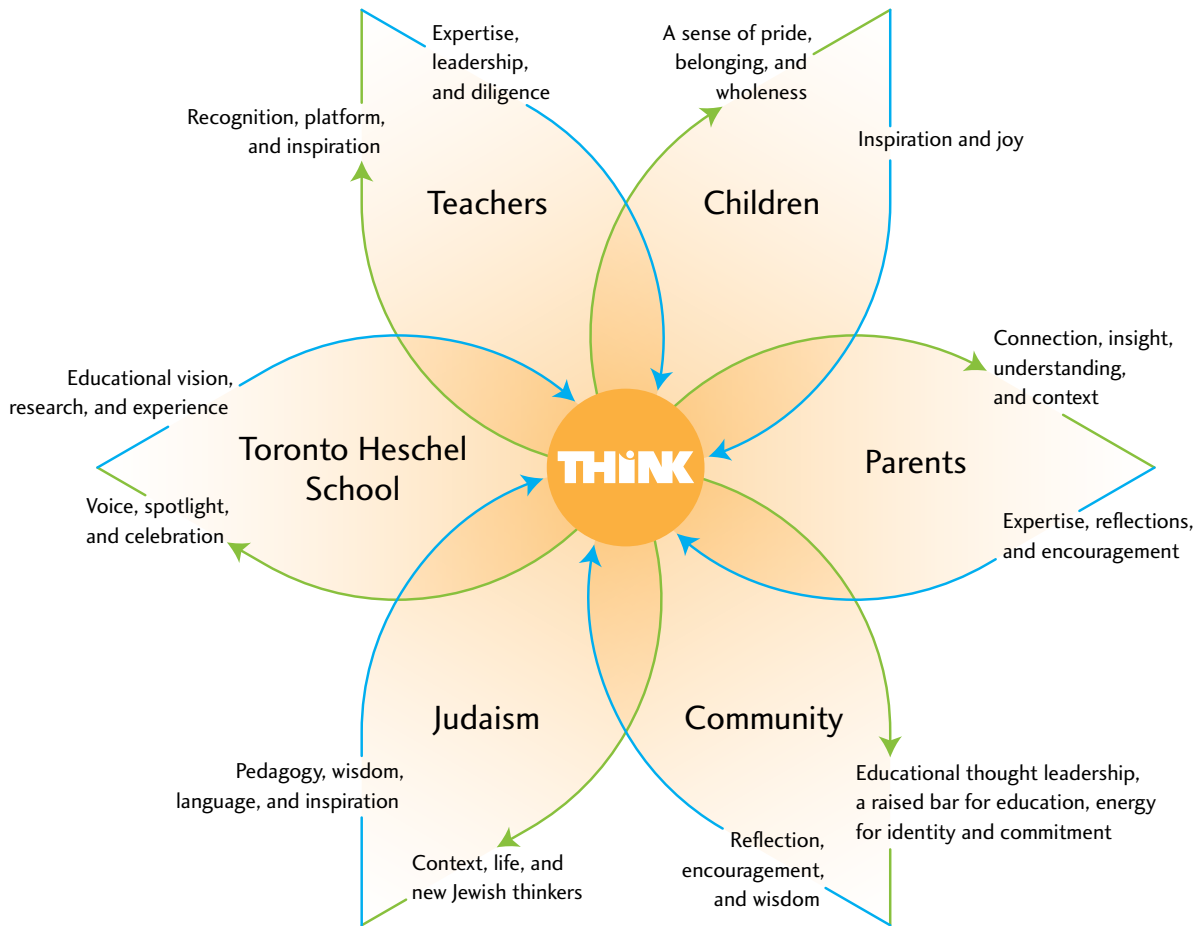 Expertise,
leadership,
and diligence
A sense of pride,
belonging, and
wholeness
Recognition, platform,
and inspiration
Inspiration and joy
Teachers
Children
Connection, insight,
understanding,
and context
Educational vision,
research, and experience
Toronto Heschel
School
THiNK
Parents
Voice, spotlight,
and celebration
Expertise, reflections,
and encouragement
Judaism
Community
Pedagogy, wisdom,
language, and inspiration
Educational thought leadership,
a raised bar for education, energy
for identity and commitment
Context, life, and
new Jewish thinkers
Reflection,
encouragement,
and wisdom